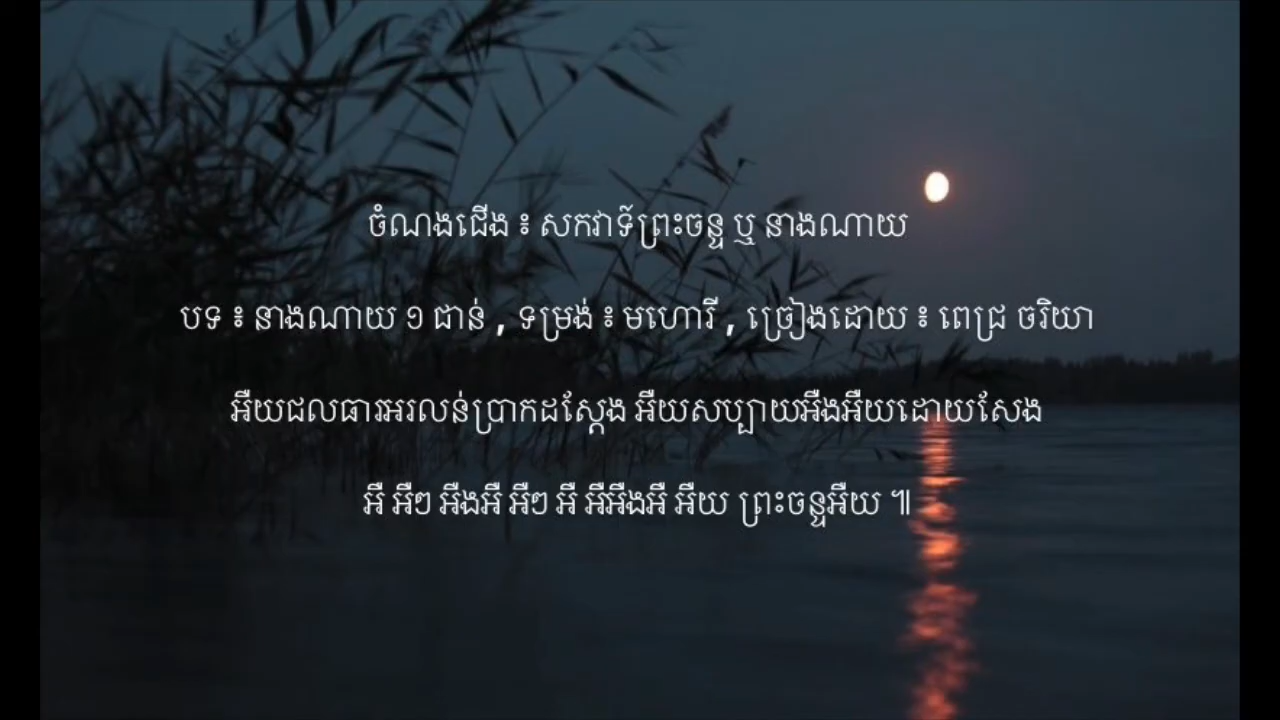 ចំណងជើង ៖ សកវាទ៍ព្រះចន្ទ ឬ នាងណាយ
បទ ៖ នាងណាយ ១ ជាន់ , ទម្រង់ ៖ មហោរី , ច្រៀងដោយ ៖ ពេជ្រ ចរិយា
អឺយជលធារអរលន់ប្រាកដស្ដែង អឺយសប្បាយអឺងអឺយដោយសែង
អឺ អឺៗ អឺងអឺ អឺៗ អឺ អឺអឺងអឺ អឺយ ព្រះចន្ទអឺយ ៕